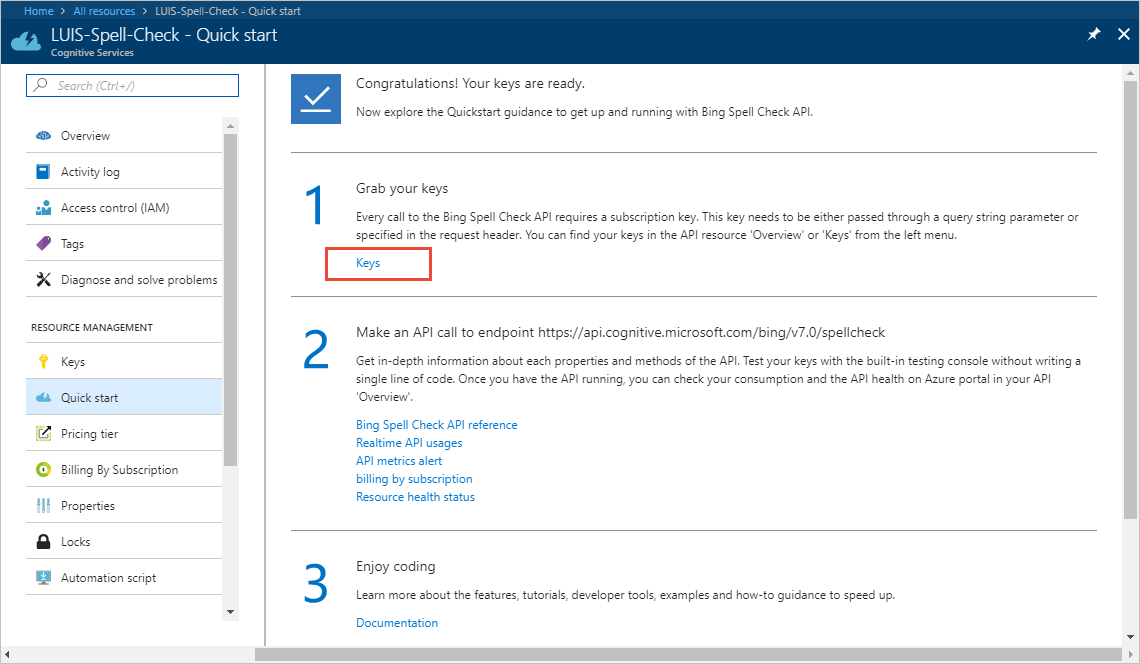 Home > All resources > LUIS-Spell-Check - Quick start
LUIS-Spell-Check - Quick start
Cognitive Services
Search (Ctrl+/)
Overview
Activity log
Access control (IAM)
Tags
Diagnose and solve problems
RESOURCE MANAGEMENT
Keys
Quick start
Pricing tier
Billing By Subscription
Properties
Locks
Automation script
Congratulations! Your keys are ready.
Now explore the Quickstart guidance to get up and running with Bing Spell Check API.
1
Grab your keys
Every call to the Bing Spell Check API requires a subscription key. This key needs to be either passed through a query string parameter or
specified in the request header. You can find your keys in the API resource 'Overview' or 'Keys' from the left menu.
Keys
2
Make an API call to endpoint https://api.cognitive.microsoft.com/bing/v7.0/spellcheck
Get in-depth information about each properties and methods of the API. Test your keys with the built-in testing console without writing a
single line of code. Once you have the API running, you can check your consumption and the API health on Azure portal in your API
'Overview'.
Bing Spell Check API reference
Realtime API usages
API metrics alert
billing by subscription
Resource health status
3
Enjoy coding
Learn more about the features, tutorials, developer tools, examples and how-to guidance to speed up.
Documentation